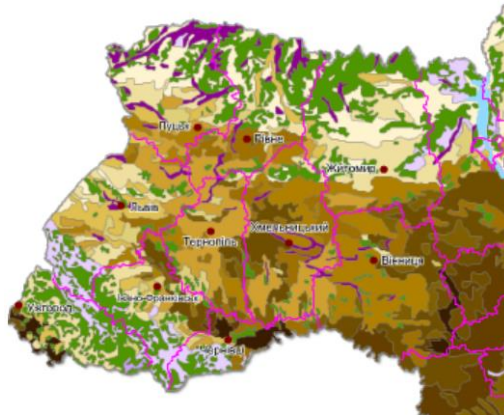 Луцьк
Рівне
Житомир
Львів
Хмельницький
Тернопіль
Вінниця
Івано-Франківськ
Ужгород
Чернівці